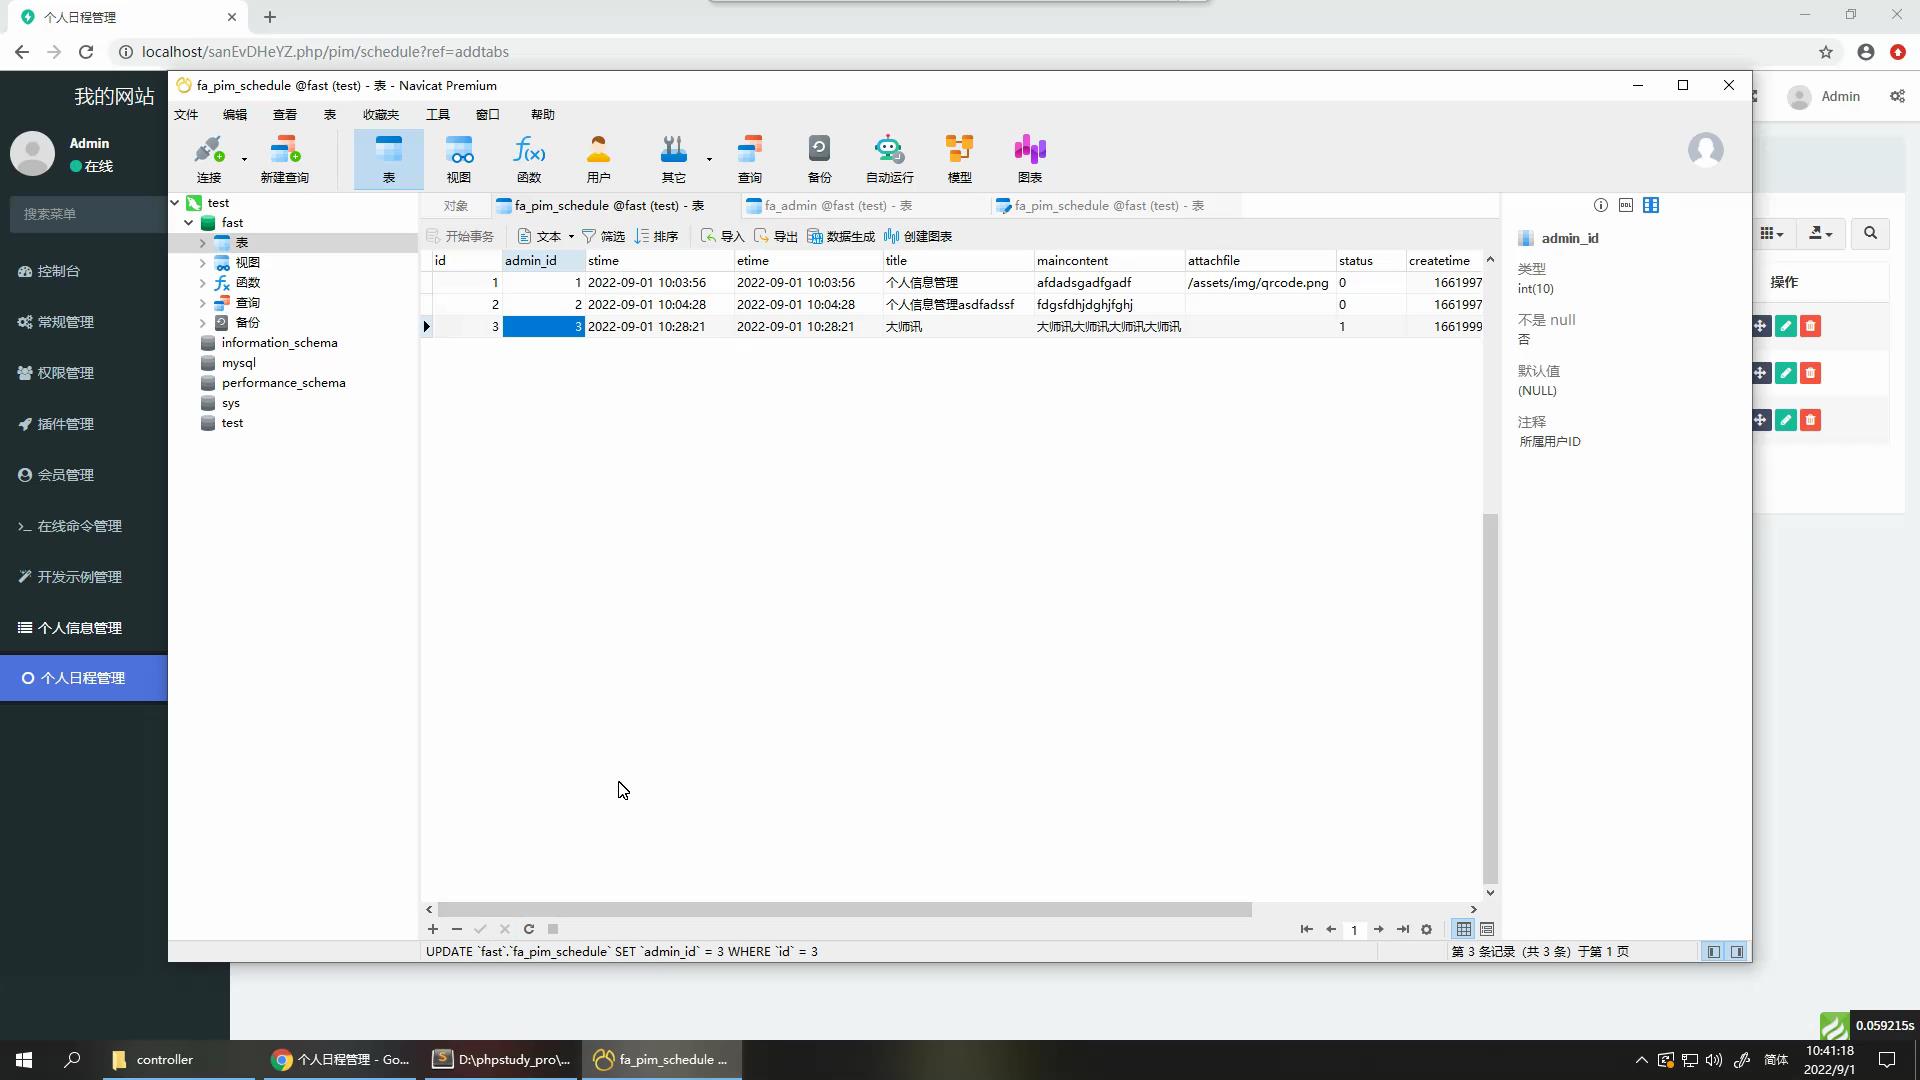 个人日程管理
localhost/sanEvDHeYZ.php/pim/schedule?ref=addtabs
我的网站
Admin
在线
搜索菜单
控制台
常规管理
权限管理
插件管理
会员管理
在线命令管理
开发示例管理
个人信息管理
个人日程管理
Admin
操作
fa_pim_schedule @fast (test) - 表 - Navicat Premium
文件 编辑 查看 表 收藏夹 工具 窗口 帮助
连接 新建查询 表 视图 函数 用户 其它 查询 备份 自动运行 模型 图表
test
fast
表
视图
函数
查询
备份
information_schema
mysql
performance_schema
sys
test
对象 fa_pim_schedule @fast (test) - 表 fa_admin @fast (test) - 表 fa_pim_schedule @fast (test) - 表
开始事务 文本 筛选 排序 导入 导出 数据生成 创建图表
id admin_id stime etime title maincontent attachfile status createtime
1 1 2022-09-01 10:03:56 2022-09-01 10:03:56 个人信息管理 afdadsgadfgadf /assets/img/qrcode.png 0 1661997
2 2 2022-09-01 10:04:28 2022-09-01 10:04:28 个人信息管理asdfadssf fdgsfdhjdghjfghj 0 1661997
3 3 2022-09-01 10:28:21 2022-09-01 10:28:21 大师讯 大师讯大师讯大师讯大师讯 1 1661999
admin_id
类型
int(10)
不是 null
否
默认值
(NULL)
注释
所属用户ID
1
UPDATE `fast`.`fa_pim_schedule` SET `admin_id` = 3 WHERE `id` = 3
第 3 条记录 (共 3 条) 于第 1 页
0.059215s
controller
个人日程管理 - Go...
D:\phpstudy_pro\...
fa_pim_schedule ...
简体
10:41:18
2022/9/1